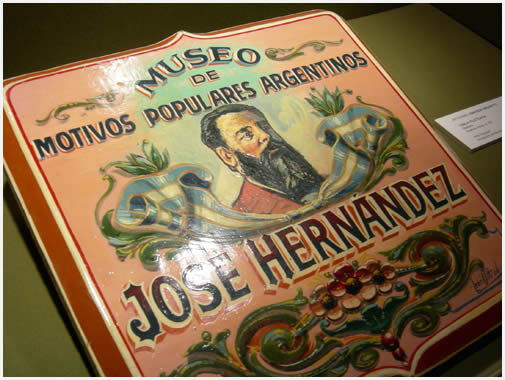 MUSEO
DE
MOTIVOS POPULARES ARGENTINOS
JOSE HERNANDEZ